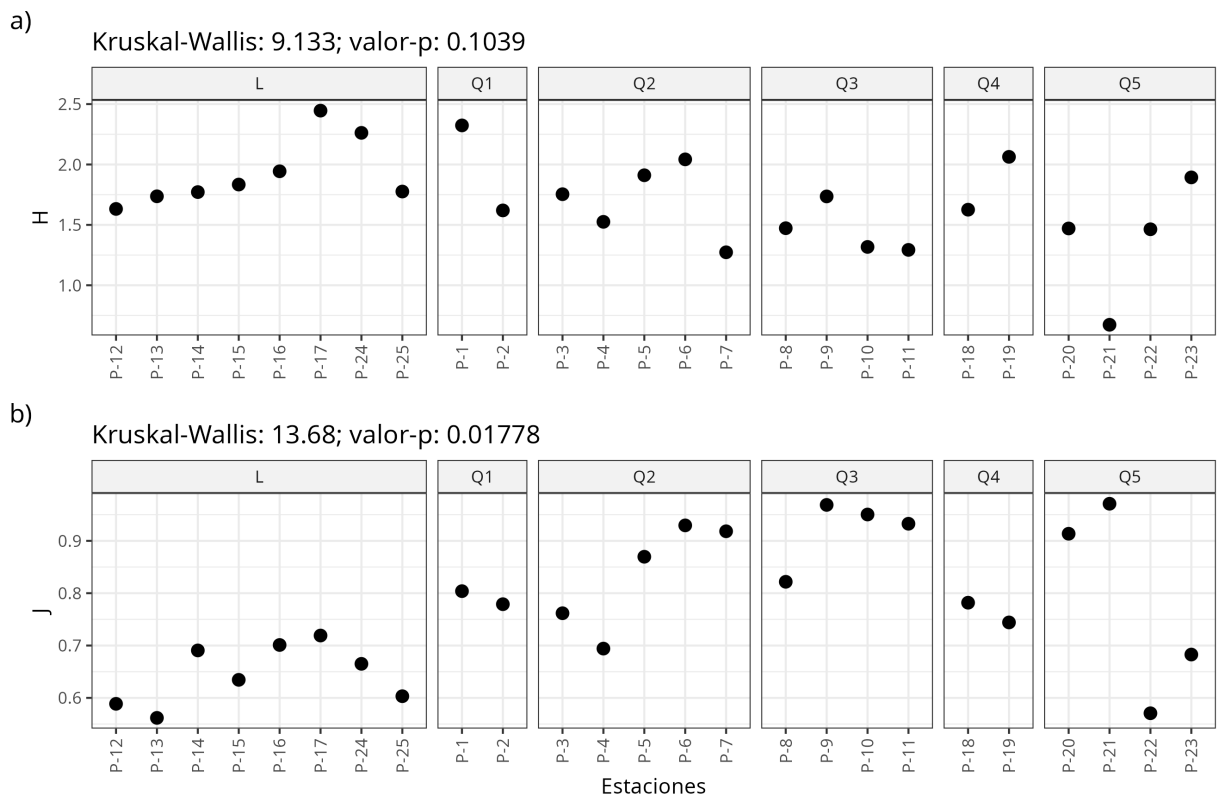 a)
Kruskal-Wallis: 9.133; valor-p: 0.1039
L Q1 Q2 Q3 Q4 Q5
2.5
2.0
1.5
1.0
H
P-12 P-13 P-14 P-15 P-16 P-17 P-24 P-25 P-1 P-2 P-3 P-4 P-5 P-6 P-7 P-8 P-9 P-10 P-11 P-18 P-19 P-20 P-21 P-22 P-23
b)
Kruskal-Wallis: 13.68; valor-p: 0.01778
L Q1 Q2 Q3 Q4 Q5
0.9
0.8
0.7
0.6
J
P-12 P-13 P-14 P-15 P-16 P-17 P-24 P-25 P-1 P-2 P-3 P-4 P-5 P-6 P-7 P-8 P-9 P-10 P-11 P-18 P-19 P-20 P-21 P-22 P-23
Estaciones